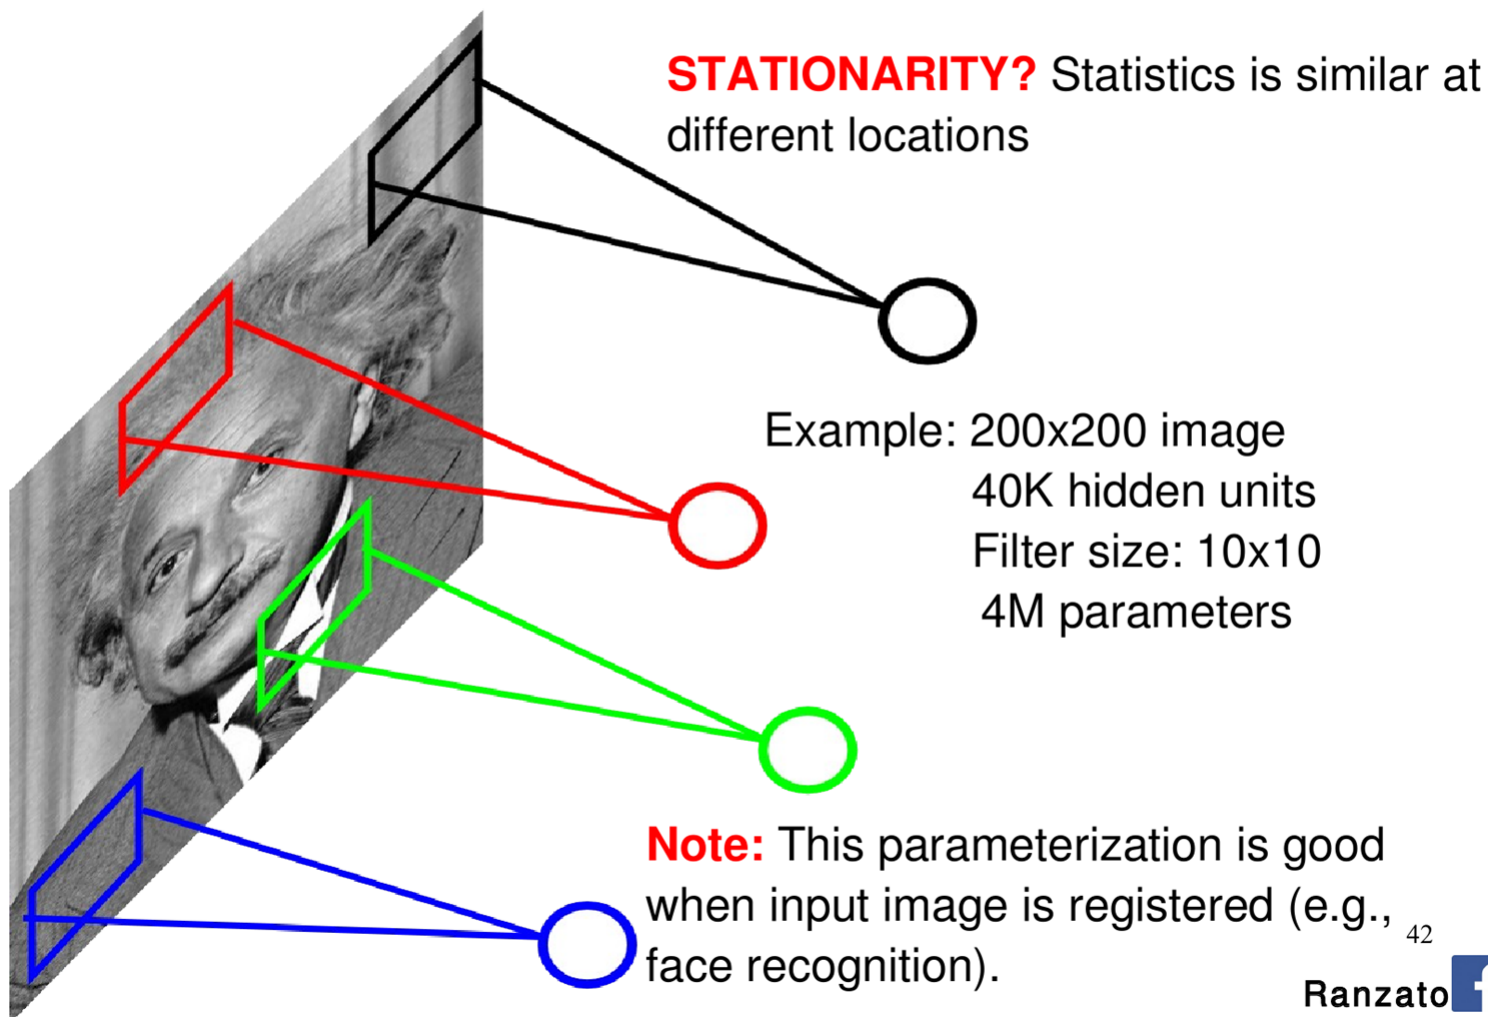 STATIONARITY? Statistics is similar at
different locations
Example: 200x200 image
40K hidden units
Filter size: 10x10
4M parameters
Note: This parameterization is good
when input image is registered (e.g.,
face recognition).
42
Ranzato